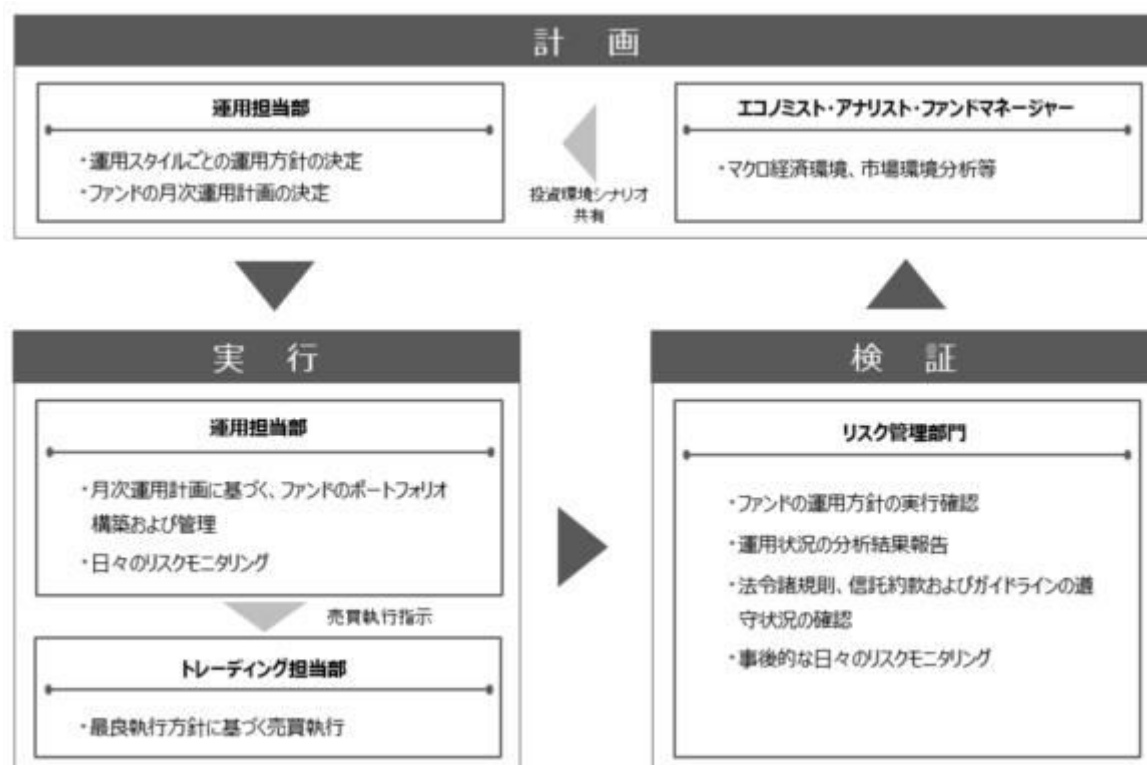 計 画
運用担当部
・運用スタイルごとの運用方針の決定
・ファンドの月次運用計画の決定
投資環境シナリオ
共有
エコノミスト・アナリスト・ファンドマネージャー
・マクロ経済環境、市場環境分析等
実 行
運用担当部
・月次運用計画に基づく、ファンドのポートフォリオ
構築および管理
・日々のリスクモニタリング
売買執行指示
トレーディング担当部
・最良執行方針に基づく売買執行
検 証
リスク管理部門
・ファンドの運用方針の実行確認
・運用状況の分析結果報告
・法令諸規則、信託約款およびガイドラインの遵
守状況の確認
・事後的な日々のリスクモニタリング